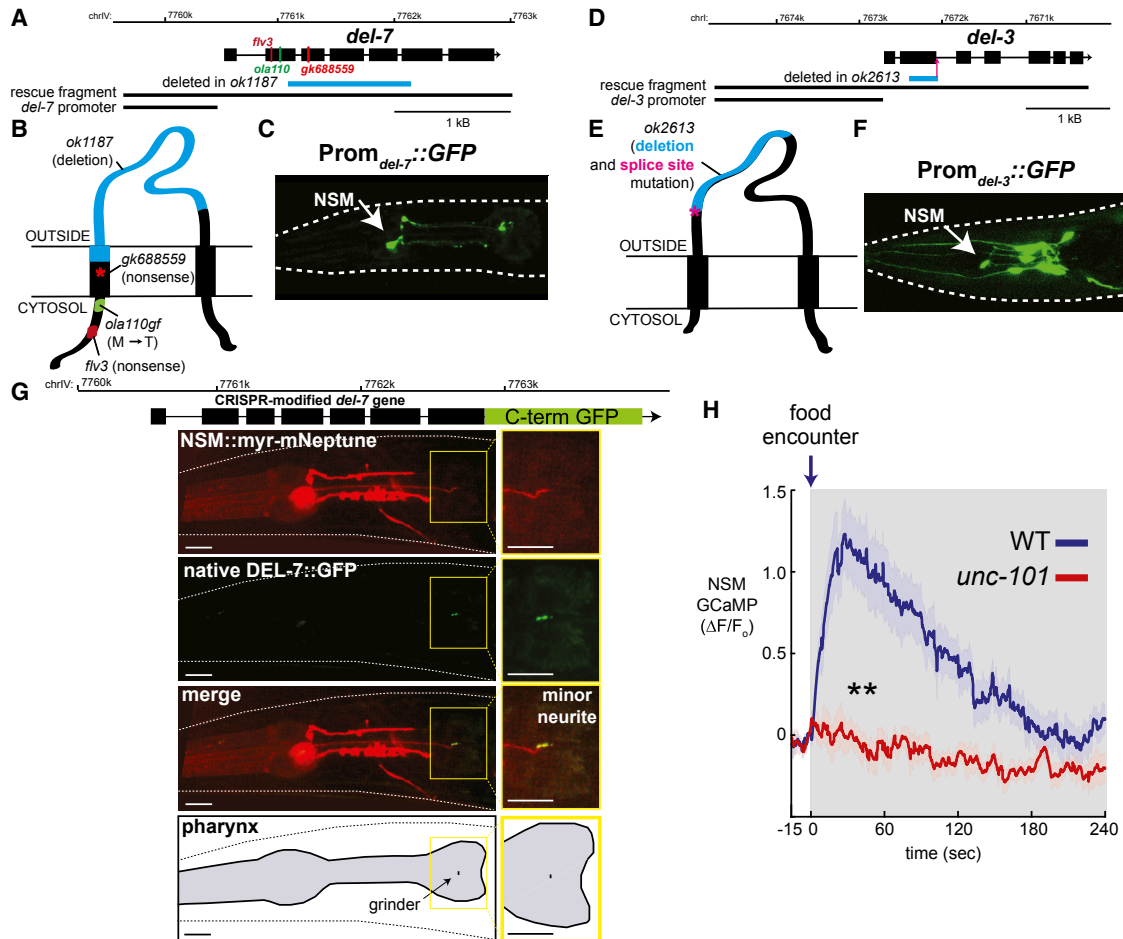 A
chrIV: 7760k 7761k 7762k 7763k
flv3
del-7
ola110 gk688559
deleted in ok1187
rescue fragment
del-7 promoter
1 kB
B
ok1187
(deletion)
OUTSIDE
gk688559
(nonsense)
CYTOSOL
ola110gf
(M → T)
flv3 (nonsense)
C
Prom del-7::GFP
NSM
D
chrI: 7674k 7673k 7672k 7671k
del-3
deleted in ok2613
rescue fragment
del-3 promoter
1 kB
E
ok2613
(deletion
and splice site
mutation)
*
OUTSIDE
CYTOSOL
F
Prom del-3::GFP
NSM
G
chrIV: 7760k 7761k 7762k 7763k
CRISPR-modified del-7 gene
C-term GFP
NSM::myr-mNeptune
native DEL-7::GFP
merge
minor
neurite
pharynx
grinder
H
food
encounter
1.5
1.0
0.5
0
NSM
GCaMP
(ΔF/Fo)
WT
unc-101
**
-15 0 60 120 180 240
time (sec)